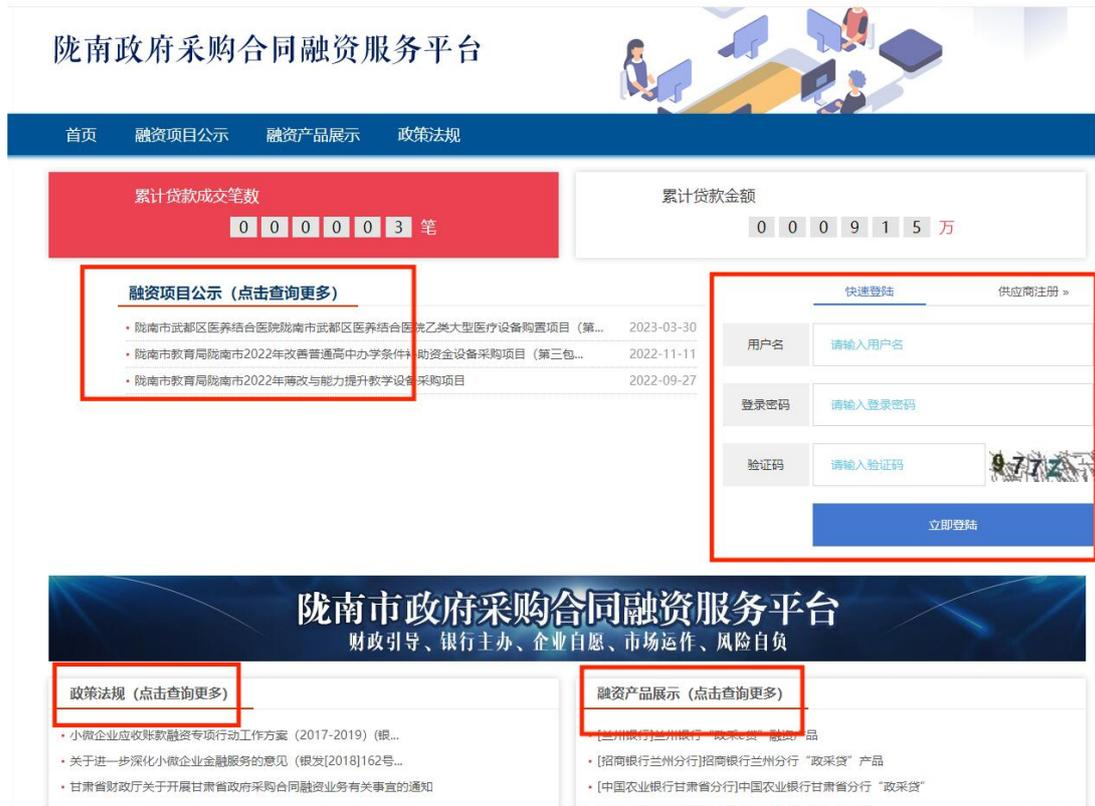 陇南政府采购合同融资服务平台
首页 融资项目公示 融资产品展示 政策法规
累计贷款成交笔数
0 0 0 0 0 3 笔
累计贷款金额
0 0 0 9 1 5 万
融资项目公示（点击查询更多）
• 陇南市武都区医养结合医院陇南市武都区医养结合医院乙类大型医疗设备购置项目（第... 2023-03-30
• 陇南市教育局陇南市2022年改善普通高中办学条件补助资金设备采购项目（第三包... 2022-11-11
• 陇南市教育局陇南市2022年薄改与能力提升教学设备采购项目 2022-09-27
快速登陆 供应商注册 »
用户名 请输入用户名
登录密码 请输入登录密码
验证码 请输入验证码 977Z
立即登陆
陇南市政府采购合同融资服务平台
财政引导、银行主办、企业自愿、市场运作、风险自负
政策法规（点击查询更多）
• 小微企业应收账款融资专项行动工作方案（2017-2019）(银...
• 关于进一步深化小微企业金融服务的意见（银发[2018]162号...
• 甘肃省财政厅关于开展甘肃省政府采购合同融资业务有关事宜的通知
融资产品展示（点击查询更多）
• [兰州银行]兰州银行“政采e贷”融资产品
• [招商银行兰州分行]招商银行兰州分行“政采贷”产品
• [中国农业银行甘肃省分行]中国农业银行甘肃省分行“政采贷”